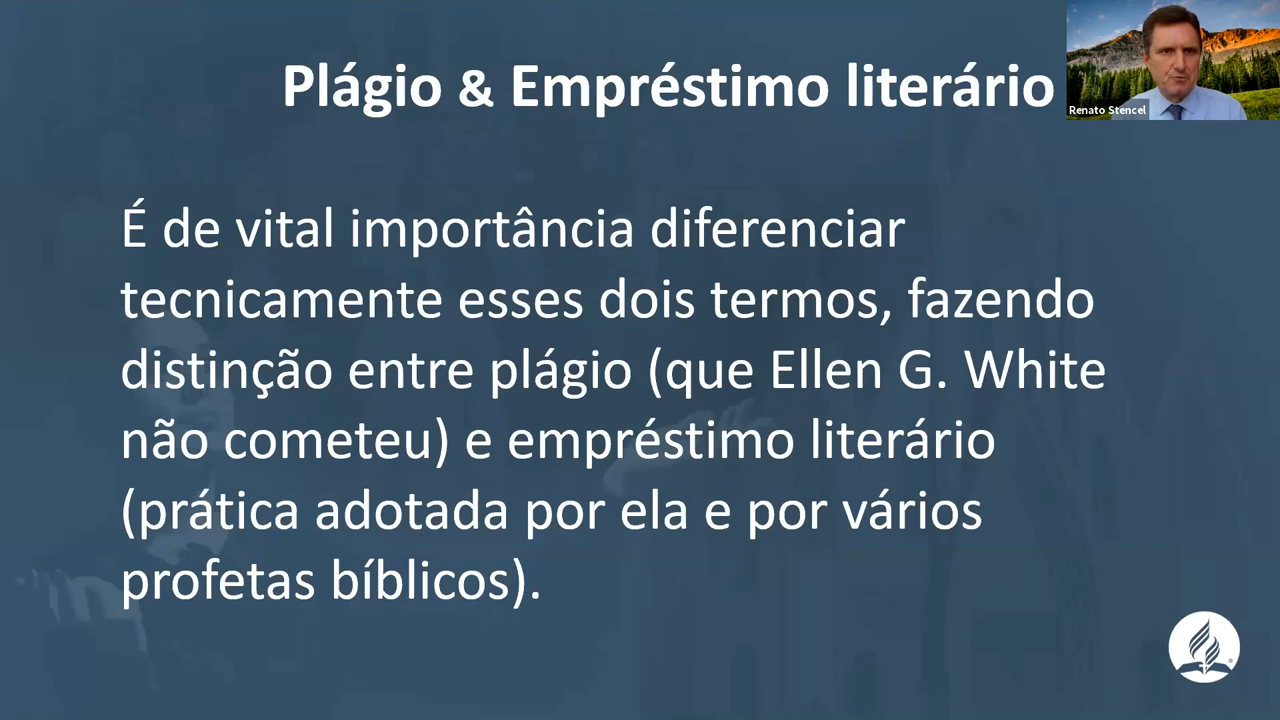 Plágio & Empréstimo literário
Renato Stencel
É de vital importância diferenciar
tecnicamente esses dois termos, fazendo
distinção entre plágio (que Ellen G. White
não cometeu) e empréstimo literário
(prática adotada por ela e por vários
profetas bíblicos).